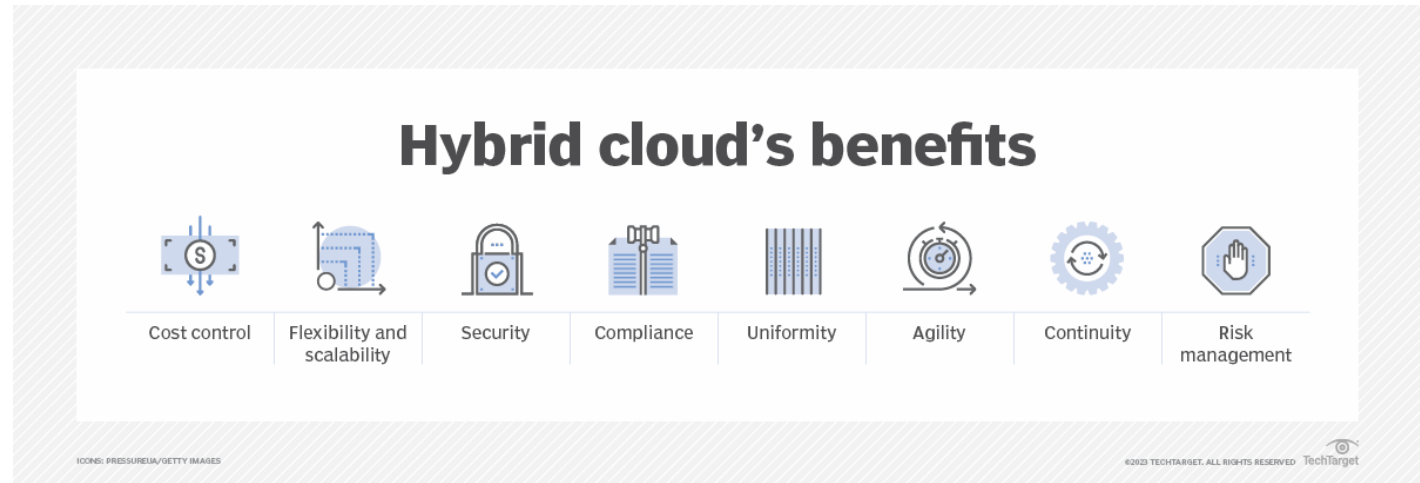 Hybrid cloud’s benefits
S
Cost control
Flexibility and
scalability
Security
Compliance
Uniformity
Agility
Continuity
Risk
management
ICONS: PRESSUREUA/GETTY IMAGES
©2023 TECHTARGET. ALL RIGHTS RESERVED TechTarget